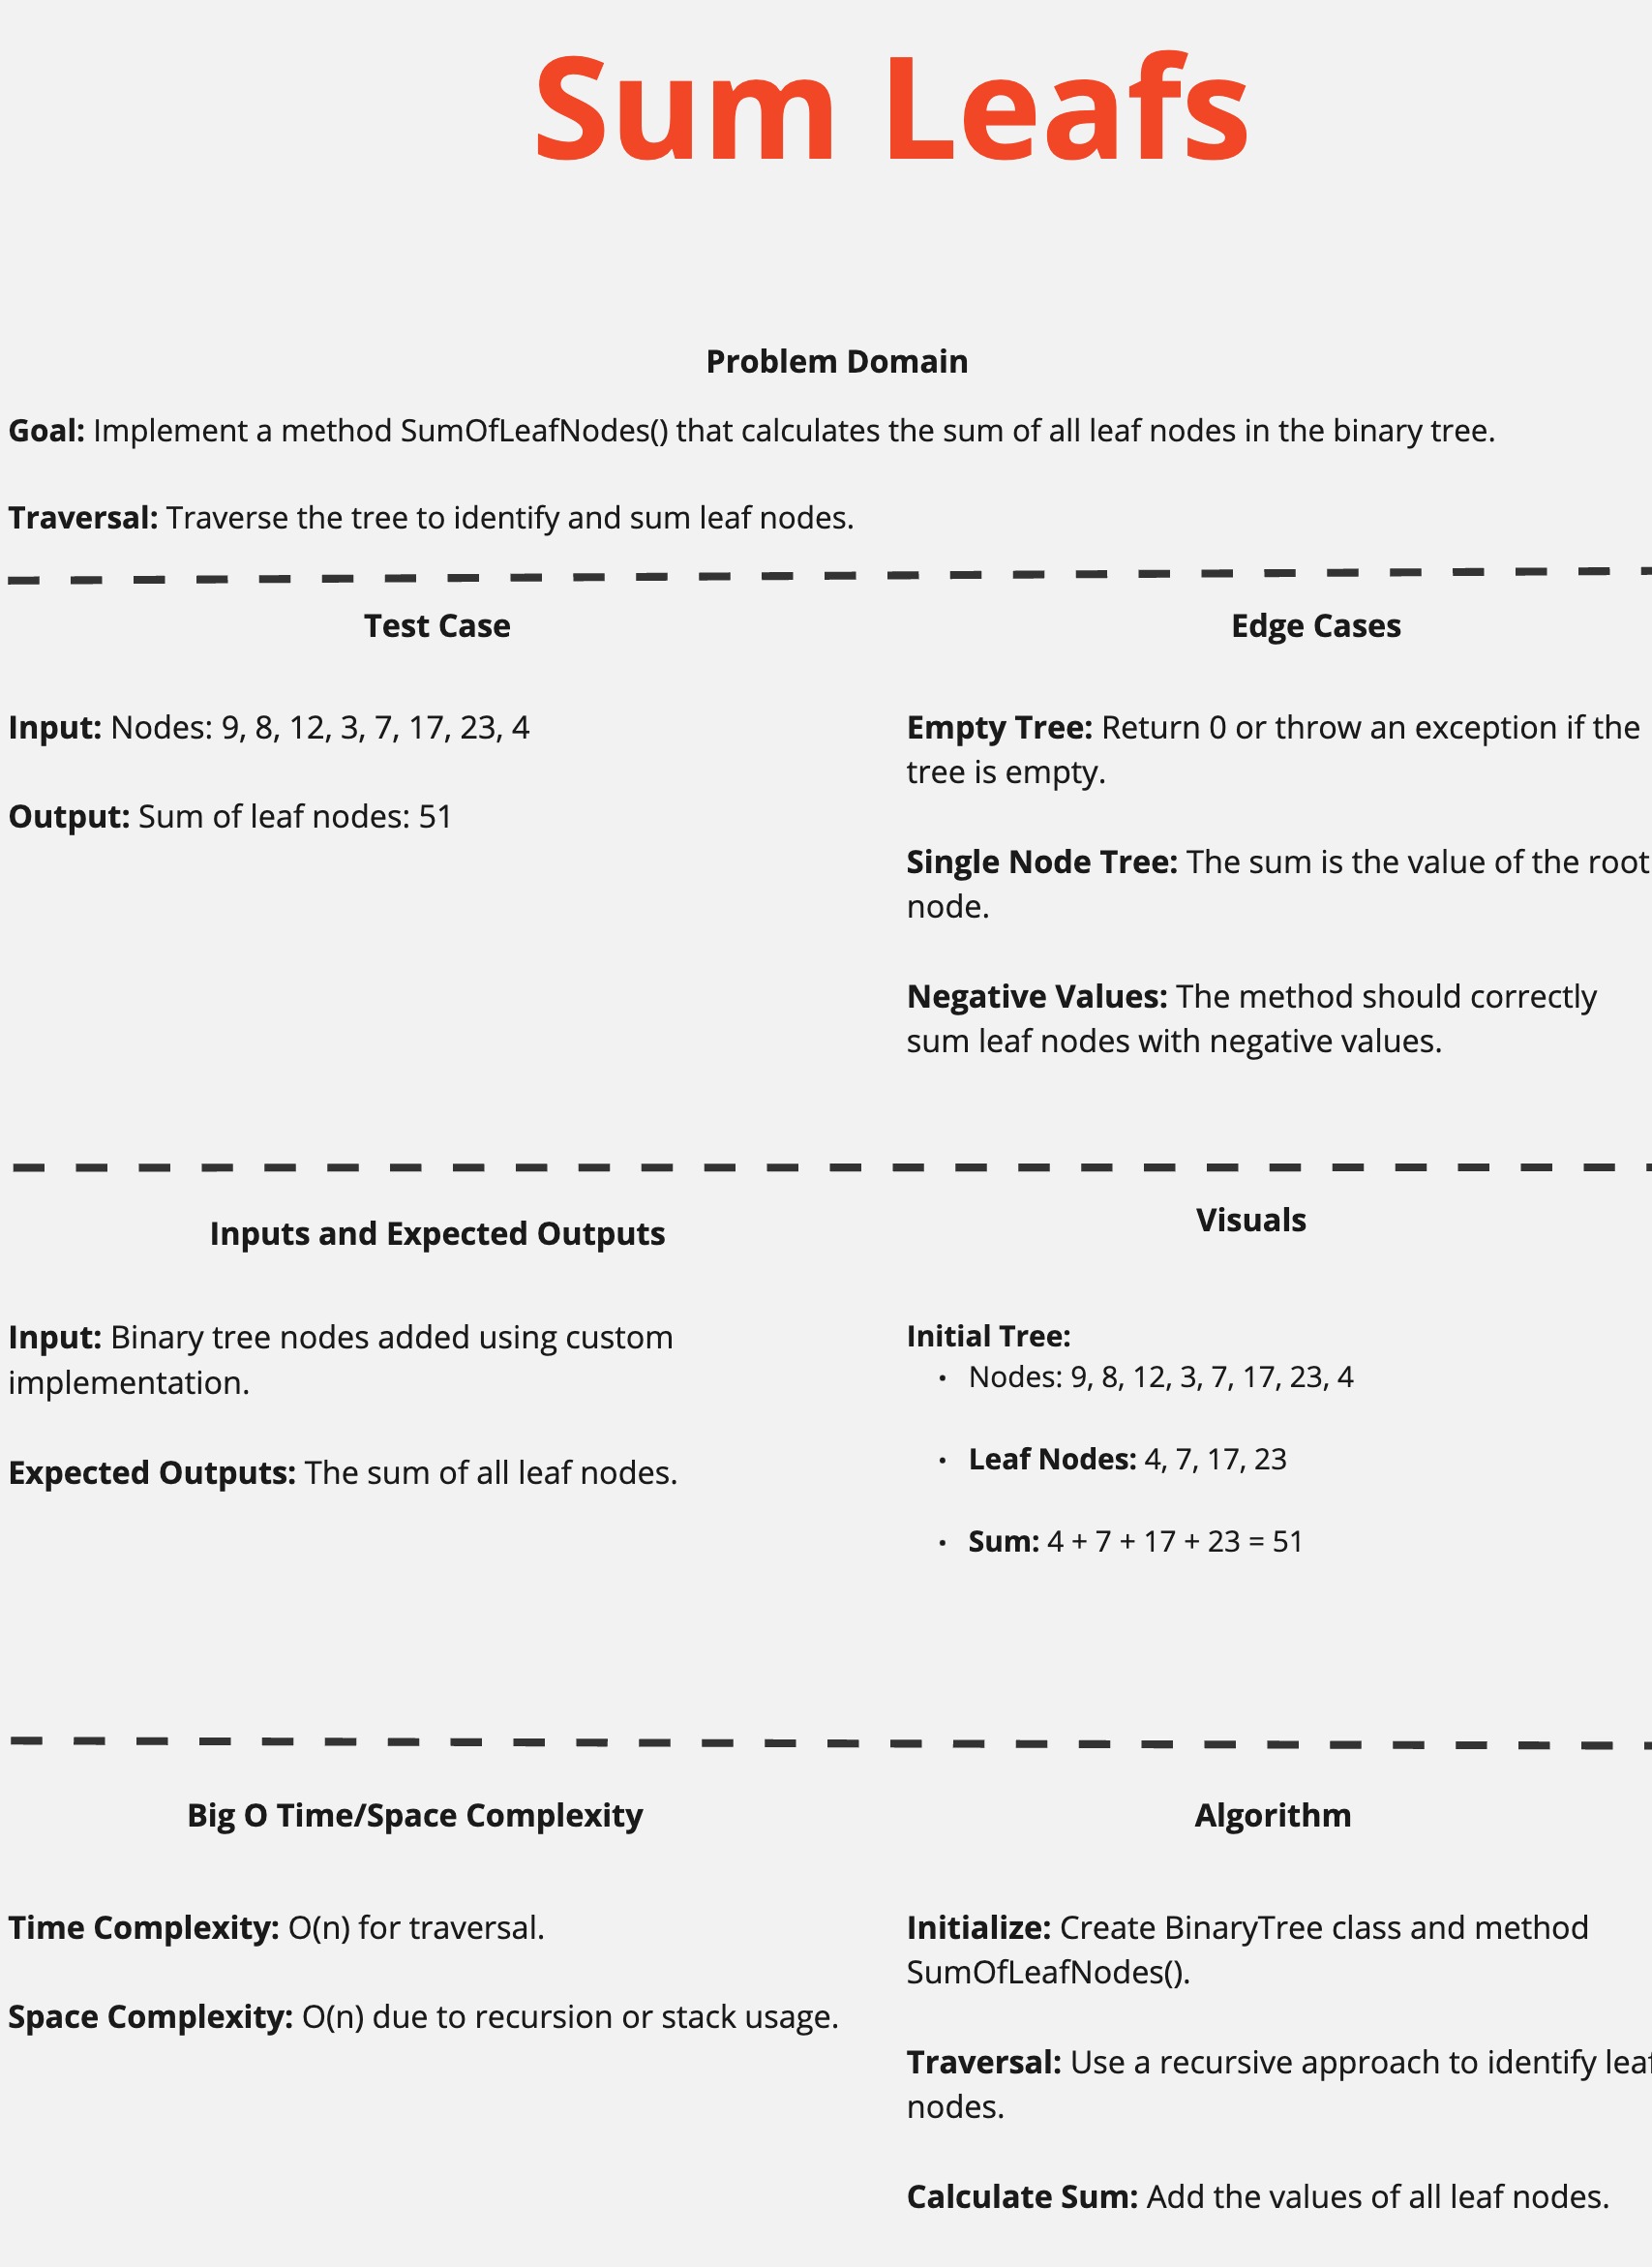 Sum Leafs
Problem Domain
Goal: Implement a method SumOfLeafNodes() that calculates the sum of all leaf nodes in the binary tree.
Traversal: Traverse the tree to identify and sum leaf nodes.
Test Case
Input: Nodes: 9, 8, 12, 3, 7, 17, 23, 4
Output: Sum of leaf nodes: 51
Edge Cases
Empty Tree: Return 0 or throw an exception if the
tree is empty.
Single Node Tree: The sum is the value of the root
node.
Negative Values: The method should correctly
sum leaf nodes with negative values.
Inputs and Expected Outputs
Input: Binary tree nodes added using custom
implementation.
Expected Outputs: The sum of all leaf nodes.
Visuals
Initial Tree:
• Nodes: 9, 8, 12, 3, 7, 17, 23, 4
• Leaf Nodes: 4, 7, 17, 23
• Sum: 4 + 7 + 17 + 23 = 51
Big O Time/Space Complexity
Time Complexity: O(n) for traversal.
Space Complexity: O(n) due to recursion or stack usage.
Algorithm
Initialize: Create BinaryTree class and method
SumOfLeafNodes().
Traversal: Use a recursive approach to identify leaf
nodes.
Calculate Sum: Add the values of all leaf nodes.